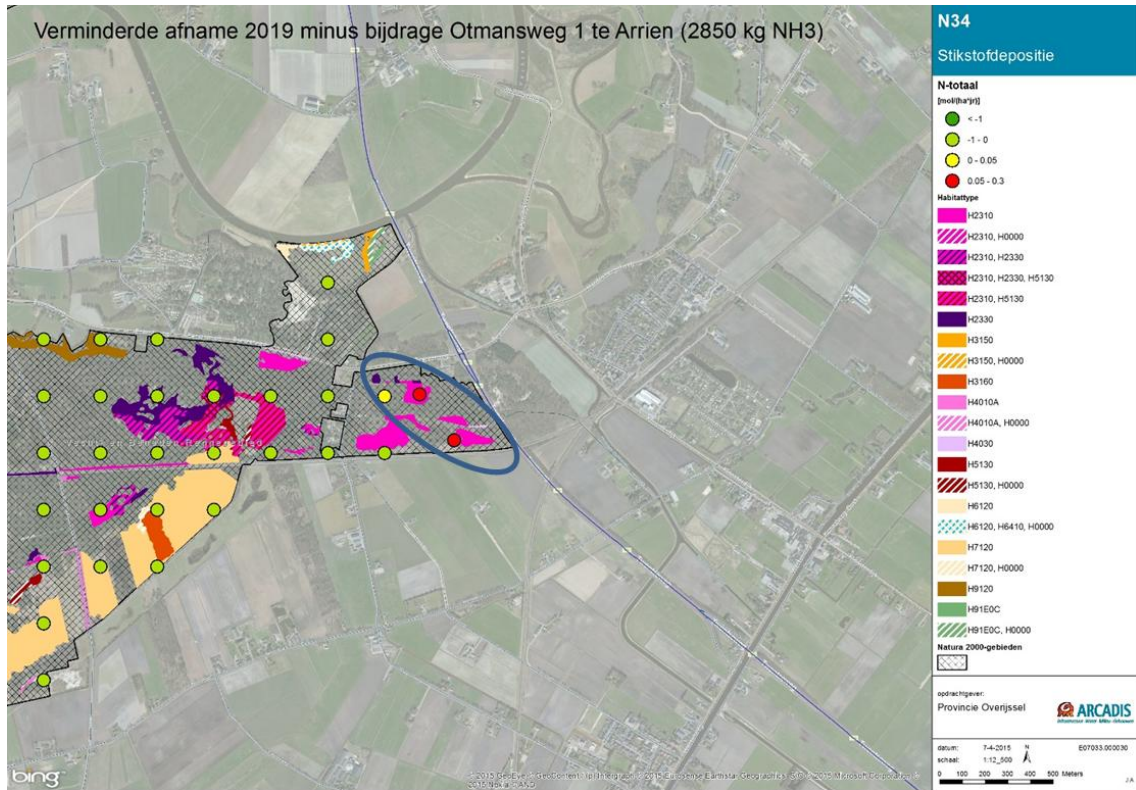 Verminderde afname 2019 minus bijdrage Otmansweg 1 te Arrien (2850 kg NH3)
N34
Stikstofdepositie
N-totaal
[mol/(ha*jr)]
< -1
-1 - 0
0 - 0.05
0.05 - 0.3
Habitattype
H2310
H2310, H0000
H2310, H2330
H2310, H2330, H5130
H2310, H5130
H2330
H3150
H3150, H0000
H3160
H4010A
H4010A, H0000
H4030
H5130
H5130, H0000
H6120
H6120, H6410, H0000
H7120
H7120, H0000
H9120
H91E0C
H91E0C, H0000
Natura 2000-gebieden
opdrachtgever:
Provincie Overijssel
ARCADIS
datum: 7-4-2015 N E07033.000030
schaal: 1:12_500
0 100 200 300 400 500 Meters
J A
bing